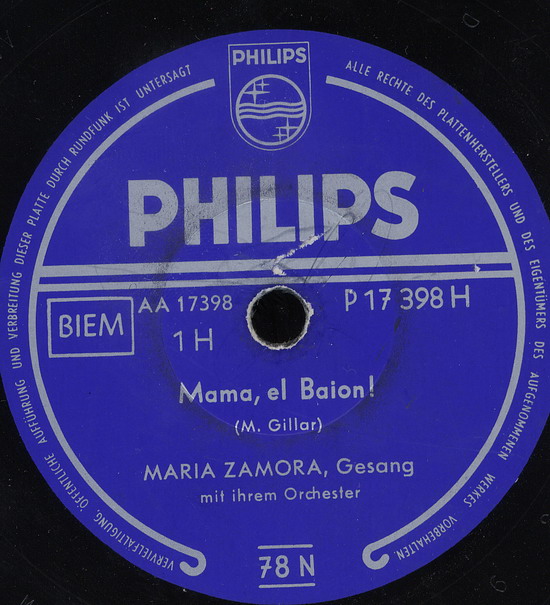 PHILIPS
ALLE RECHTE DES PLATTENHERSTELLERS UND DES EIGENTÜMERS DES AUFGENOMMENEN WERKES VORBEHALTEN.
VERVIELFÄLTIGUNG, ÖFFENTLICHE AUFFÜHRUNG UND VERBREITUNG DIESER PLATTE DURCH RUNDFUNK IST UNTERSAGT
PHILIPS
BIEM
AA 17398
1 H
P 17 398 H
Mama, el Baion!
(M. Gillar)
MARIA ZAMORA, Gesang
mit ihrem Orchester
78 N